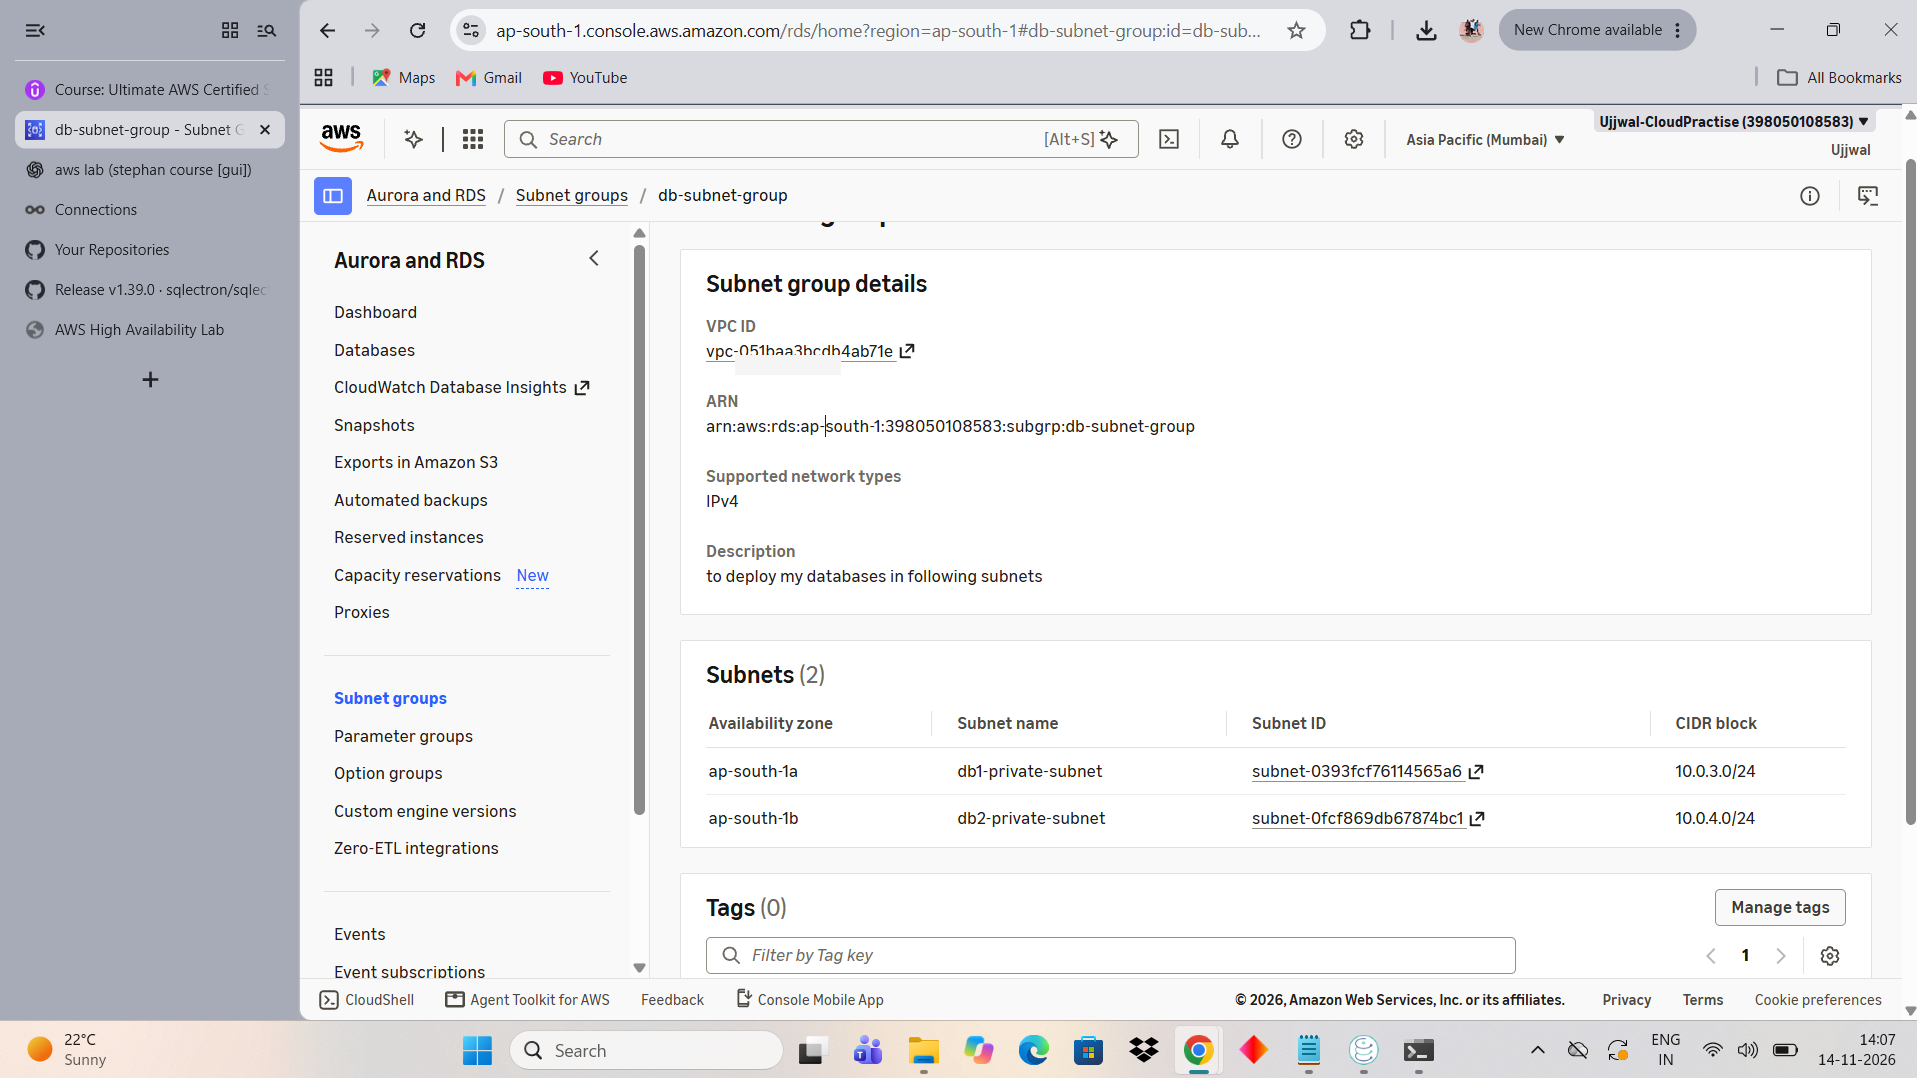 Course: Ultimate AWS Certified S
db-subnet-group - Subnet G
aws lab (stephan course [gui])
Connections
Your Repositories
Release v1.39.0 · sqlectron/sqlec
AWS High Availability Lab
ap-south-1.console.aws.amazon.com/rds/home?region=ap-south-1#db-subnet-group:id=db-sub...
New Chrome available
Maps
Gmail
YouTube
All Bookmarks
aws
Search
[Alt+S]
Asia Pacific (Mumbai)
Ujjwal-CloudPractise (398050108583)
Ujjwal
Aurora and RDS / Subnet groups / db-subnet-group
Aurora and RDS
Dashboard
Databases
CloudWatch Database Insights
Snapshots
Exports in Amazon S3
Automated backups
Reserved instances
Capacity reservations New
Proxies
Subnet groups
Parameter groups
Option groups
Custom engine versions
Zero-ETL integrations
Events
Event subscriptions
Subnet group details
VPC ID
vpc-051baa3bcdb4ab71e
ARN
arn:aws:rds:ap-south-1:398050108583:subgrp:db-subnet-group
Supported network types
IPv4
Description
to deploy my databases in following subnets
Subnets (2)
Availability zone Subnet name Subnet ID CIDR block
ap-south-1a db1-private-subnet subnet-0393fcf76114565a6 10.0.3.0/24
ap-south-1b db2-private-subnet subnet-0fcf869db67874bc1 10.0.4.0/24
Tags (0)
Manage tags
Filter by Tag key
1
CloudShell
Agent Toolkit for AWS
Feedback
Console Mobile App
© 2026, Amazon Web Services, Inc. or its affiliates.
Privacy
Terms
Cookie preferences
22°C
Sunny
Search
ENG
IN
14:07
14-11-2026